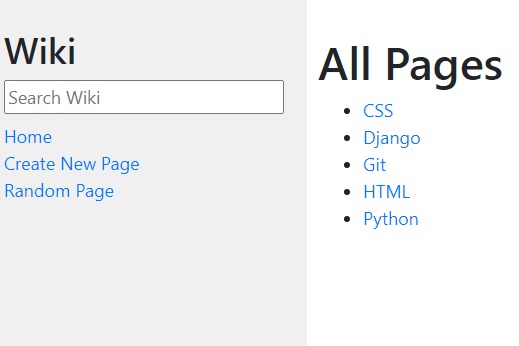 Wiki
Search Wiki
Home
Create New Page
Random Page
All Pages
CSS
Django
Git
HTML
Python